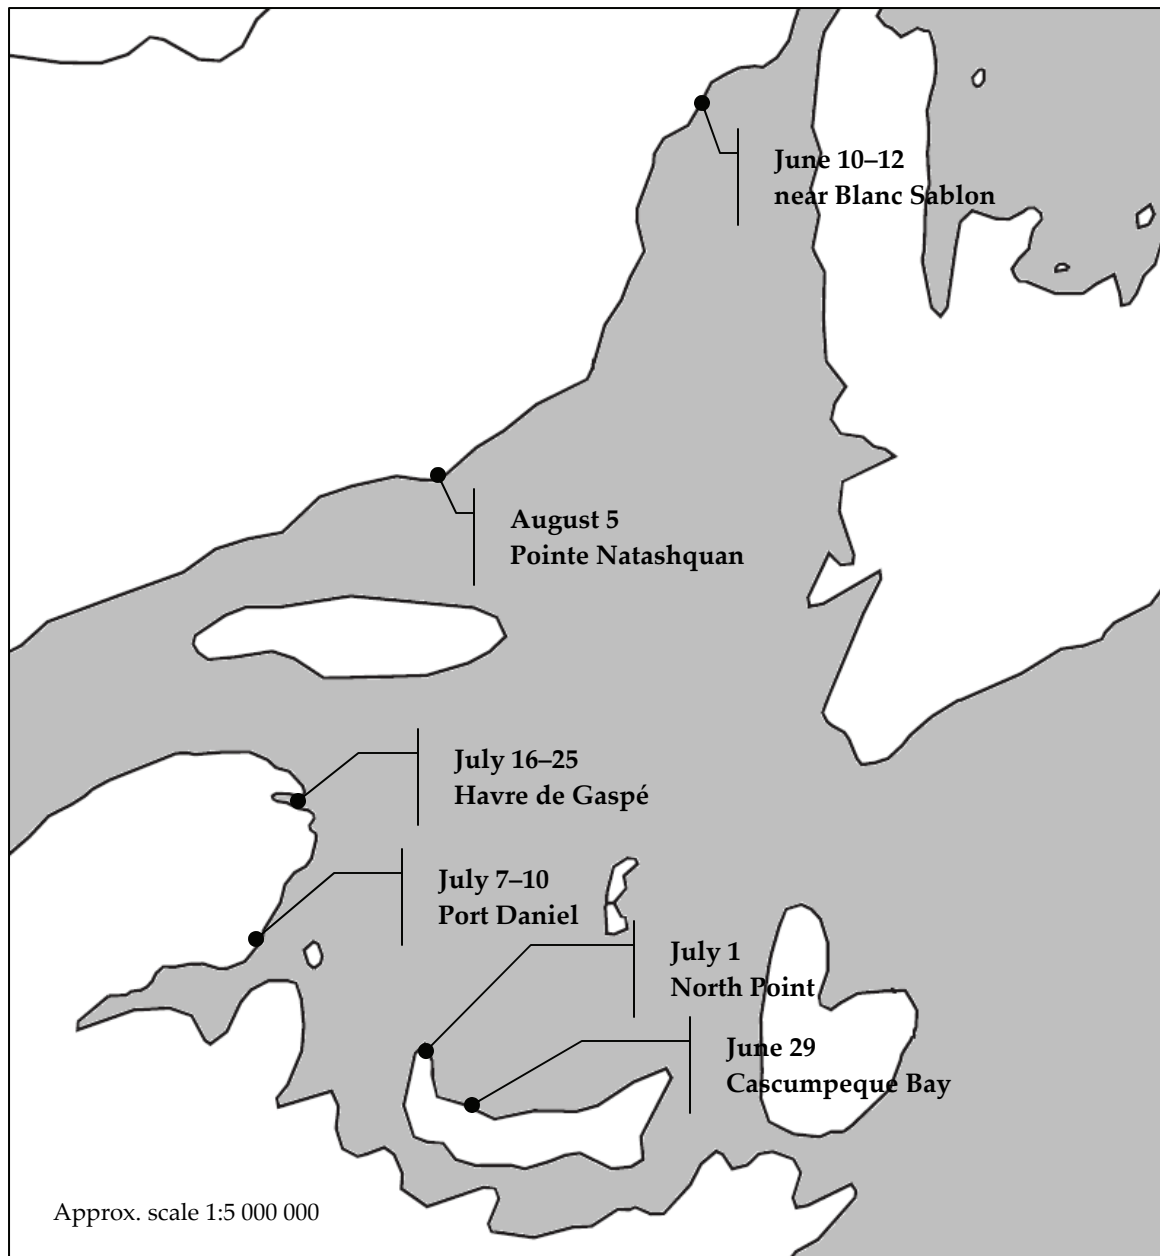 June 10–12
near Blanc Sablon
August 5
Pointe Natashquan
July 16–25
Havre de Gaspé
July 7–10
Port Daniel
July 1
North Point
June 29
Cascumpeque Bay
Approx. scale 1:5 000 000